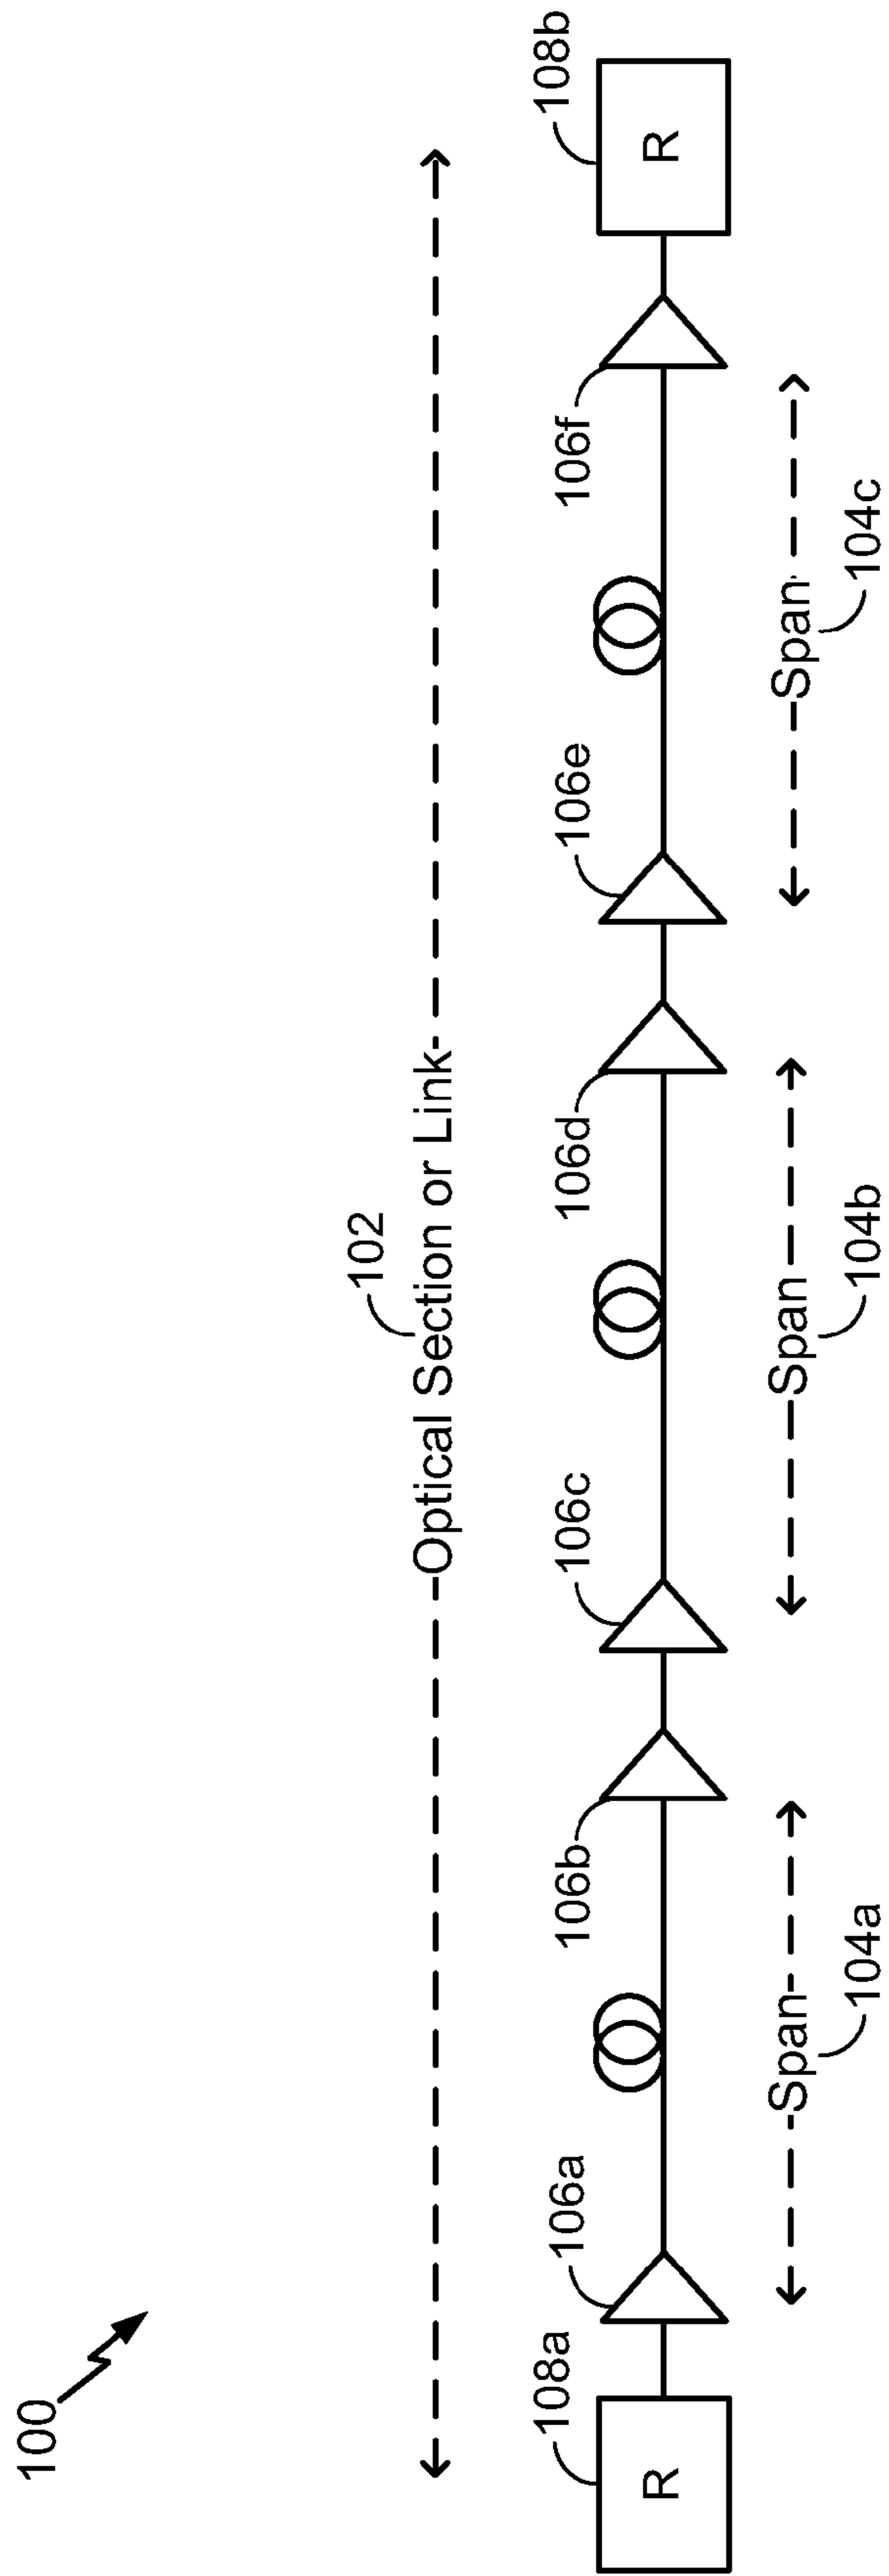 100
102
Optical Section or Link
108a
106a
106b
106c
106d
106e
106f
108b
R
R
Span
Span
Span
104a
104b
104c